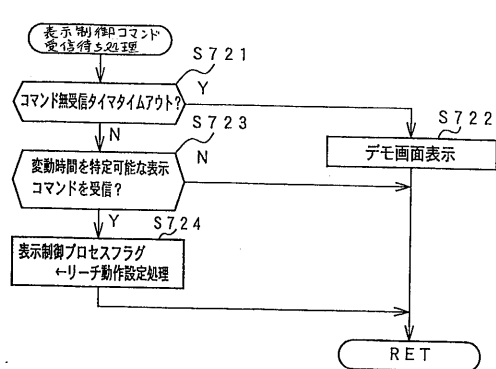 表示制御コマンド
受信待ち処理
S721
コマンド無受信タイマタイムアウト?
Y
N
S722
デモ画面表示
S723
変動時間を特定可能な表示
コマンドを受信?
N
Y
S724
表示制御プロセスフラグ
←リーチ動作設定処理
RET